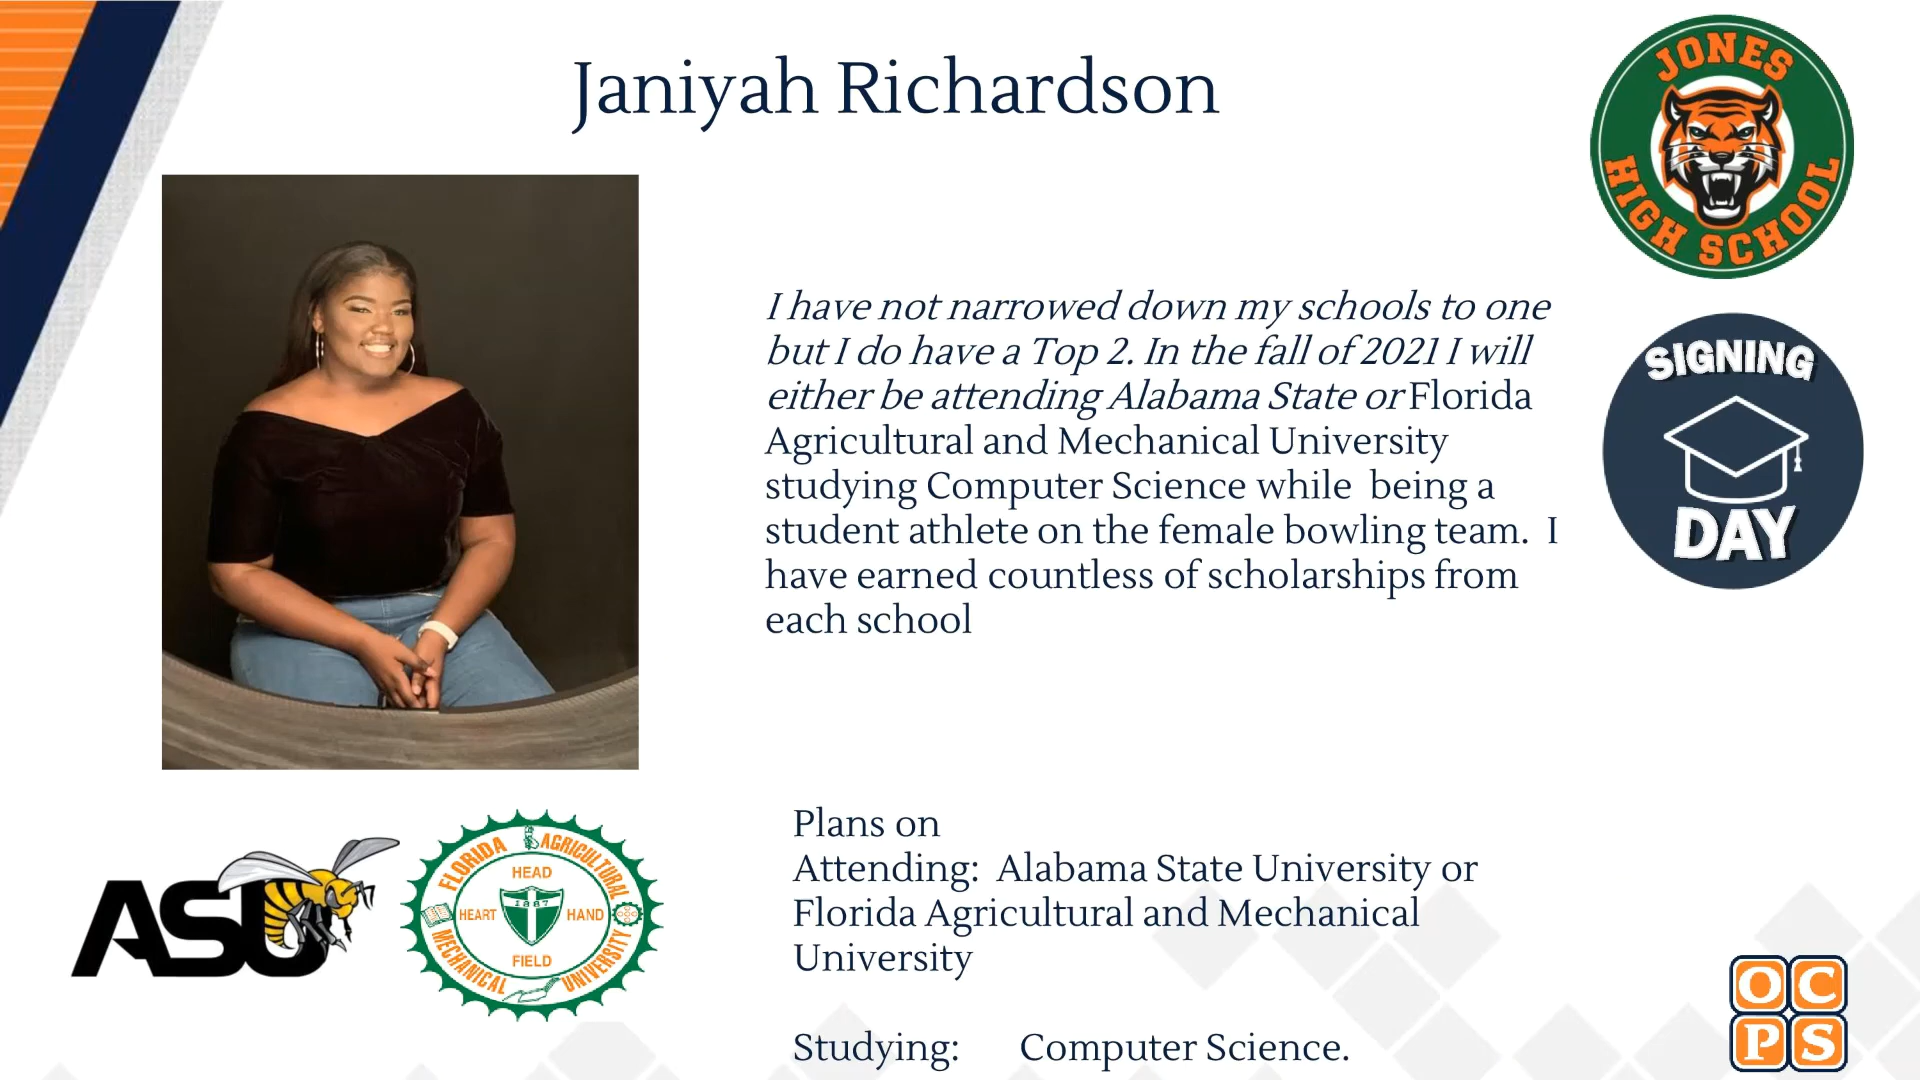 Janiyah Richardson
JONES
HIGH SCHOOL
I have not narrowed down my schools to one
but I do have a Top 2. In the fall of 2021 I will
either be attending Alabama State or Florida
Agricultural and Mechanical University
studying Computer Science while  being a
student athlete on the female bowling team.  I
have earned countless of scholarships from
each school
SIGNING
DAY
ASU
FLORIDA AGRICULTURAL
HEAD
1887
HEART HAND
FIELD
MECHANICAL UNIVERSITY
Plans on
Attending:  Alabama State University or
Florida Agricultural and Mechanical
University
Studying:  Computer Science.
OC
PS